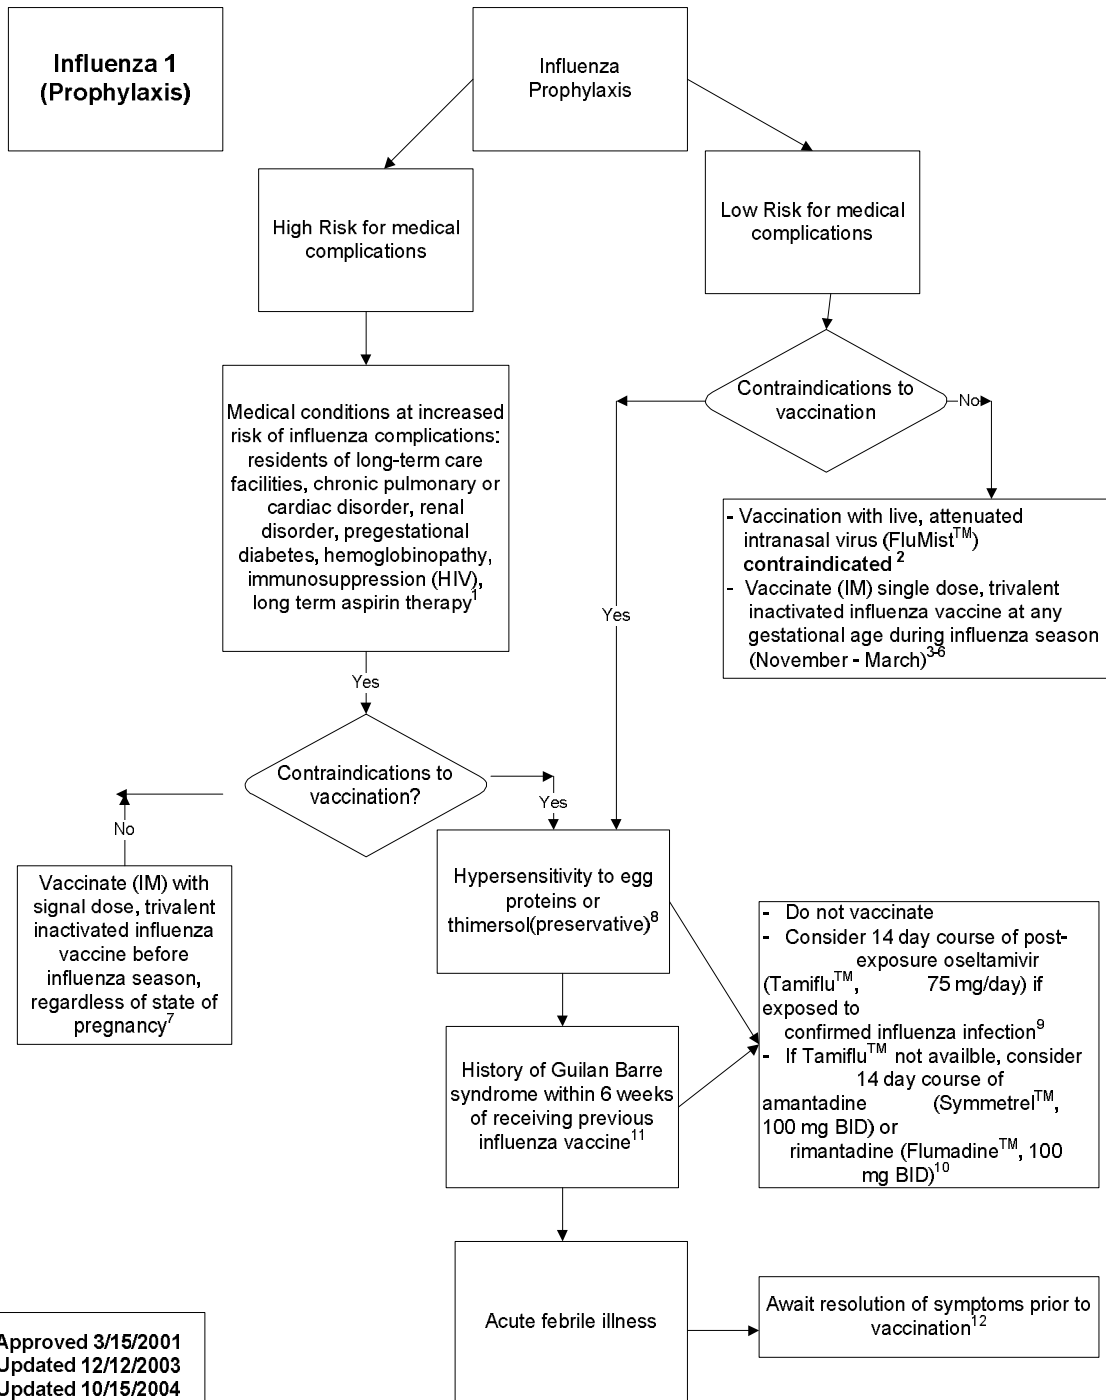 Influenza 1
(Prophylaxis)
Influenza
Prophylaxis
High Risk for medical
complications
Low Risk for medical
complications
Medical conditions at increased
risk of influenza complications:
residents of long-term care
facilities, chronic pulmonary or
cardiac disorder, renal
disorder, pregestational
diabetes, hemoglobinopathy,
immunosuppression (HIV),
long term aspirin therapy1
Contraindications to
vaccination
No
Yes
- Vaccination with live, attenuated
intranasal virus (FluMistTM)
contraindicated 2
- Vaccinate (IM) single dose, trivalent
inactivated influenza vaccine at any
gestational age during influenza season
(November - March)3-6
Yes
Contraindications to
vaccination?
Yes
No
Vaccinate (IM) with
signal dose, trivalent
inactivated influenza
vaccine before
influenza season,
regardless of state of
pregnancy7
Hypersensitivity to egg
proteins or
thimersol(preservative)8
- Do not vaccinate
- Consider 14 day course of post-
exposure oseltamivir
(TamifluTM, 75 mg/day) if
exposed to
confirmed influenza infection9
- If TamifluTM not availble, consider
14 day course of
amantadine (SymmetrelTM,
100 mg BID) or
rimantadine (FlumadineTM, 100
mg BID)10
History of Guilan Barre
syndrome within 6 weeks
of receiving previous
influenza vaccine11
Acute febrile illness
Await resolution of symptoms prior to
vaccination12
Approved 3/15/2001
Updated 12/12/2003
Updated 10/15/2004